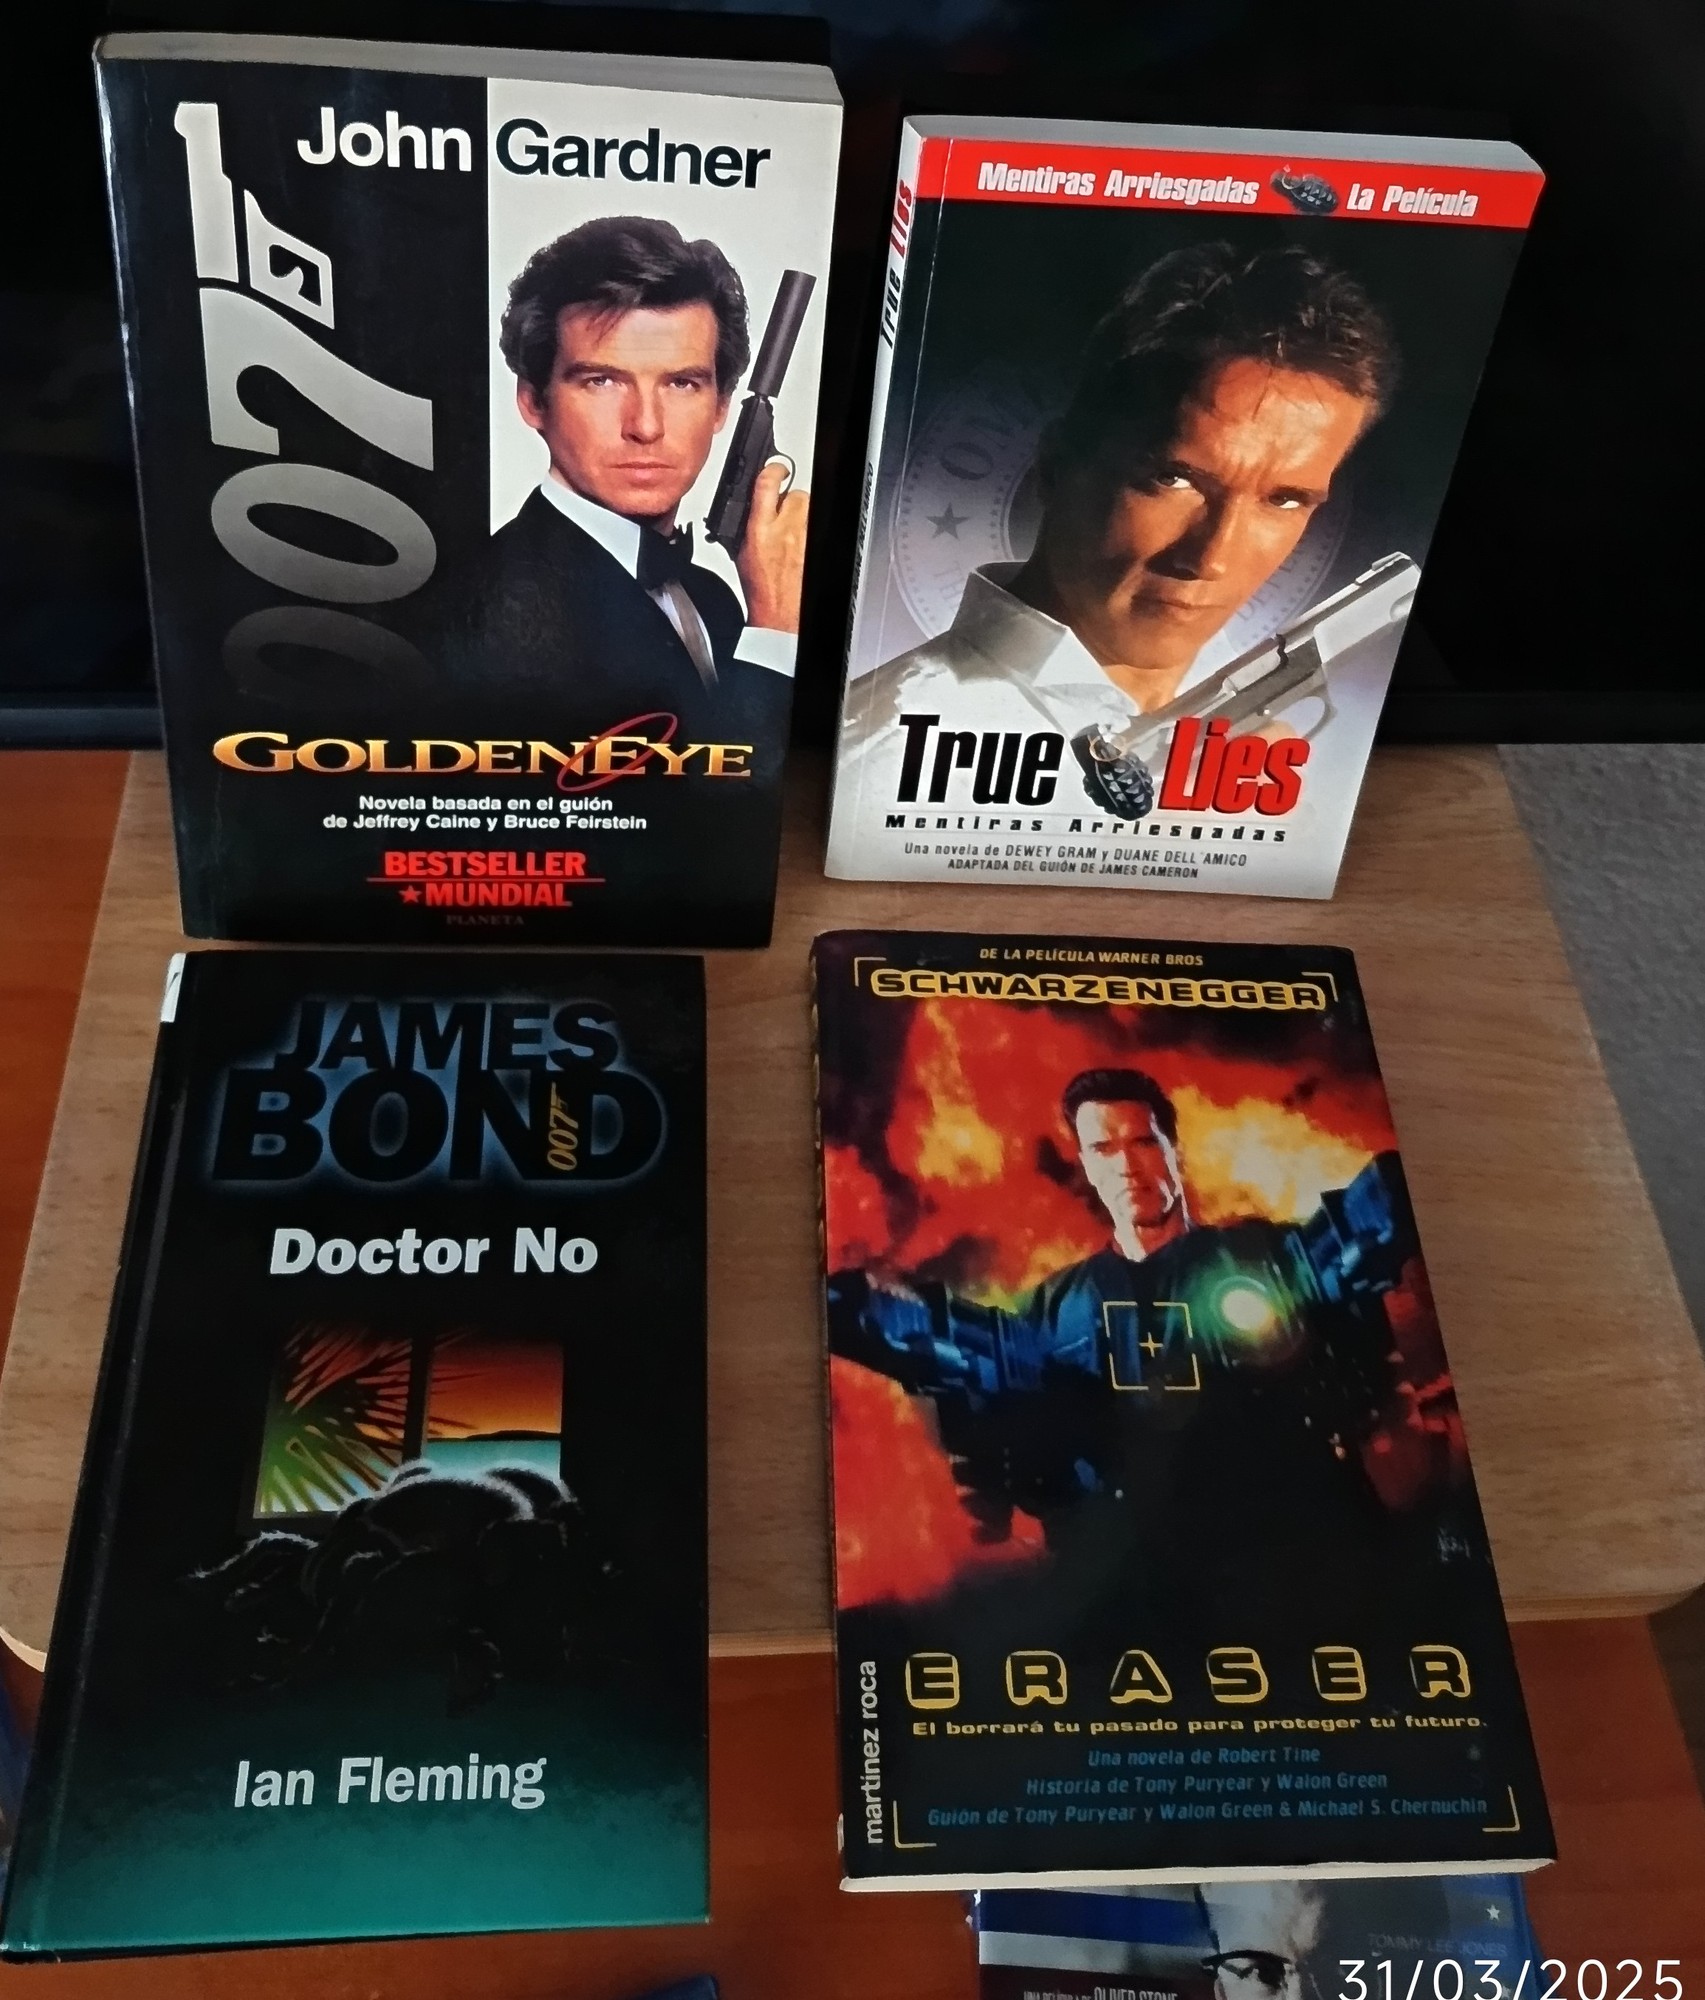 John Gardner
007
GOLDENEYE
Novela basada en el guión
de Jeffrey Caine y Bruce Feirstein
BESTSELLER
MUNDIAL
PLANETA
Mentiras Arriesgadas La Película
True Lies
True Lies
Mentiras Arriesgadas
Una novela de DEWEY GRAM y DUANE DELL'AMICO
ADAPTADA DEL GUIÓN DE JAMES CAMERON
JAMES
BOND
007
Doctor No
Ian Fleming
DE LA PELÍCULA WARNER BROS
SCHWARZENEGGER
ERASER
El borrará tu pasado para proteger tu futuro.
Una novela de Robert Tine
Historia de Tony Puryear y Walon Green
Guión de Tony Puryear y Walon Green & Michael S. Chernuchin
martínez roca
TOMMY LEE JONES
UNA PELÍCULA DE OLIVER STONE
31/03/2025